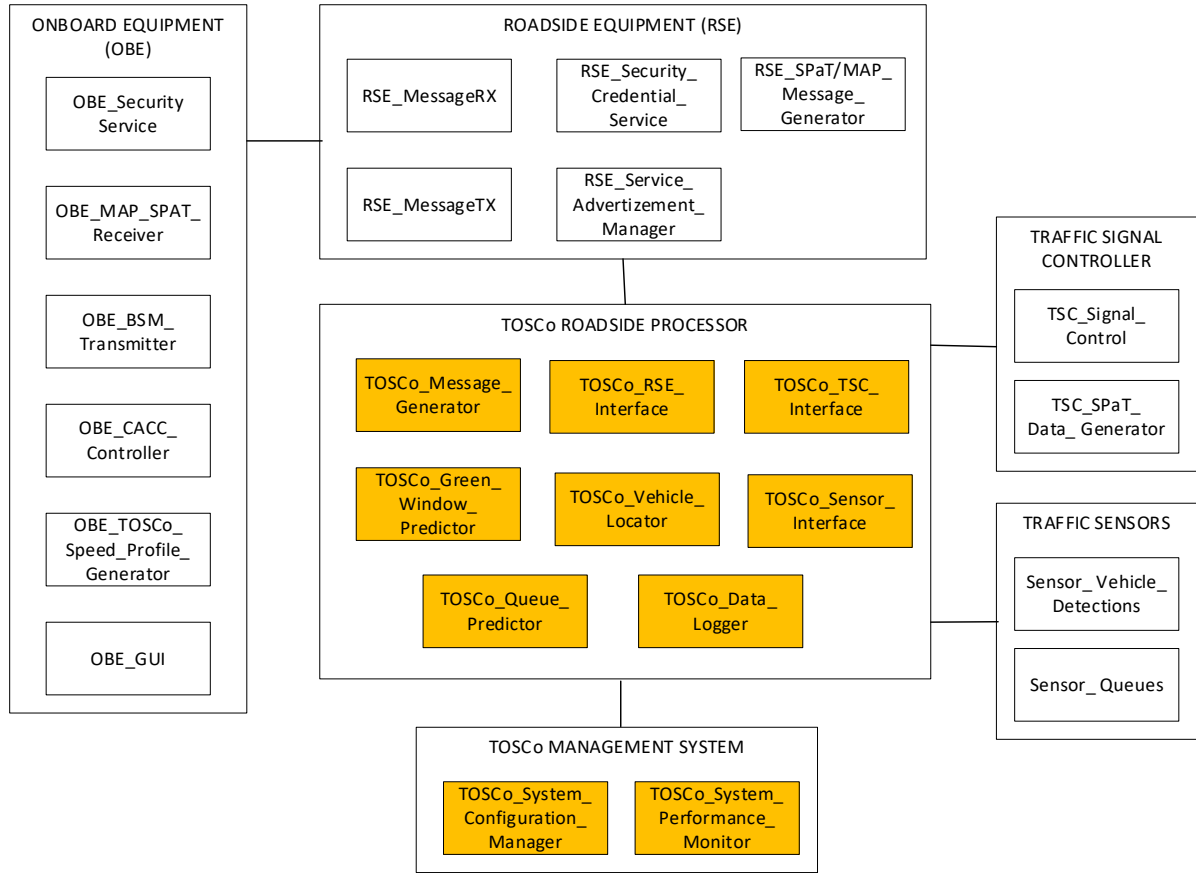 ONBOARD EQUIPMENT
(OBE)
OBE_Security
Service
OBE_MAP_SPAT_
Receiver
OBE_BSM_
Transmitter
OBE_CACC_
Controller
OBE_TOSCo_
Speed_Profile_
Generator
OBE_GUI
ROADSIDE EQUIPMENT (RSE)
RSE_MessageRX
RSE_Security_
Credential_
Service
RSE_SPaT/MAP_
Message_
Generator
RSE_MessageTX
RSE_Service_
Advertizement_
Manager
TOSCo ROADSIDE PROCESSOR
TOSCo_Message_
Generator
TOSCo_RSE_
Interface
TOSCo_TSC_
Interface
TOSCo_Green_
Window_
Predictor
TOSCo_Vehicle_
Locator
TOSCo_Sensor_
Interface
TOSCo_Queue_
Predictor
TOSCo_Data_
Logger
TRAFFIC SIGNAL
CONTROLLER
TSC_Signal_
Control
TSC_SPaT_
Data_ Generator
TRAFFIC SENSORS
Sensor_ Vehicle_
Detections
Sensor_ Queues
TOSCo MANAGEMENT SYSTEM
TOSCo_System_
Configuration_
Manager
TOSCo_System_
Performance_
Monitor